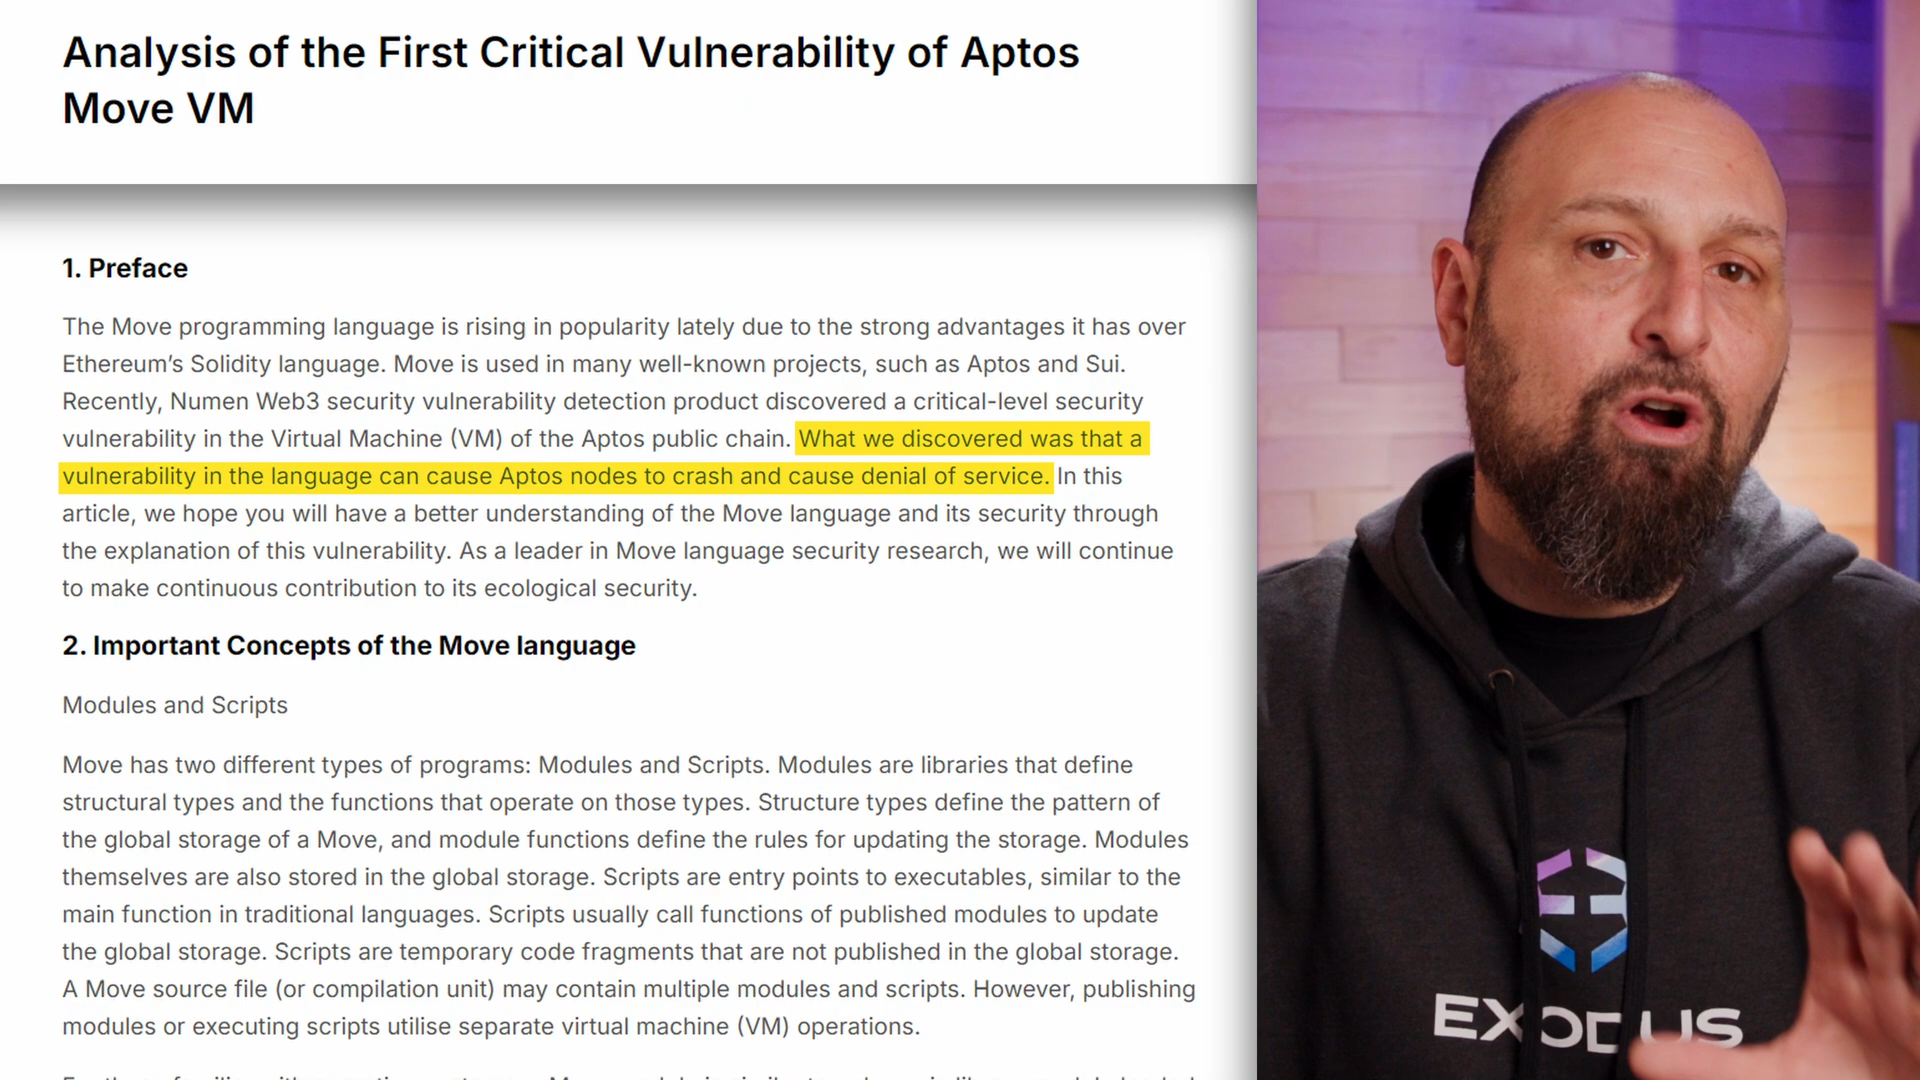 Analysis of the First Critical Vulnerability of Aptos
Move VM
1. Preface
The Move programming language is rising in popularity lately due to the strong advantages it has over
Ethereum’s Solidity language. Move is used in many well-known projects, such as Aptos and Sui.
Recently, Numen Web3 security vulnerability detection product discovered a critical-level security
vulnerability in the Virtual Machine (VM) of the Aptos public chain. What we discovered was that a
vulnerability in the language can cause Aptos nodes to crash and cause denial of service. In this
article, we hope you will have a better understanding of the Move language and its security through
the explanation of this vulnerability. As a leader in Move language security research, we will continue
to make continuous contribution to its ecological security.
2. Important Concepts of the Move language
Modules and Scripts
Move has two different types of programs: Modules and Scripts. Modules are libraries that define
structural types and the functions that operate on those types. Structure types define the pattern of
the global storage of a Move, and module functions define the rules for updating the storage. Modules
themselves are also stored in the global storage. Scripts are entry points to executables, similar to the
main function in traditional languages. Scripts usually call functions of published modules to update
the global storage. Scripts are temporary code fragments that are not published in the global storage.
A Move source file (or compilation unit) may contain multiple modules and scripts. However, publishing
modules or executing scripts utilise separate virtual machine (VM) operations.
EXODUS